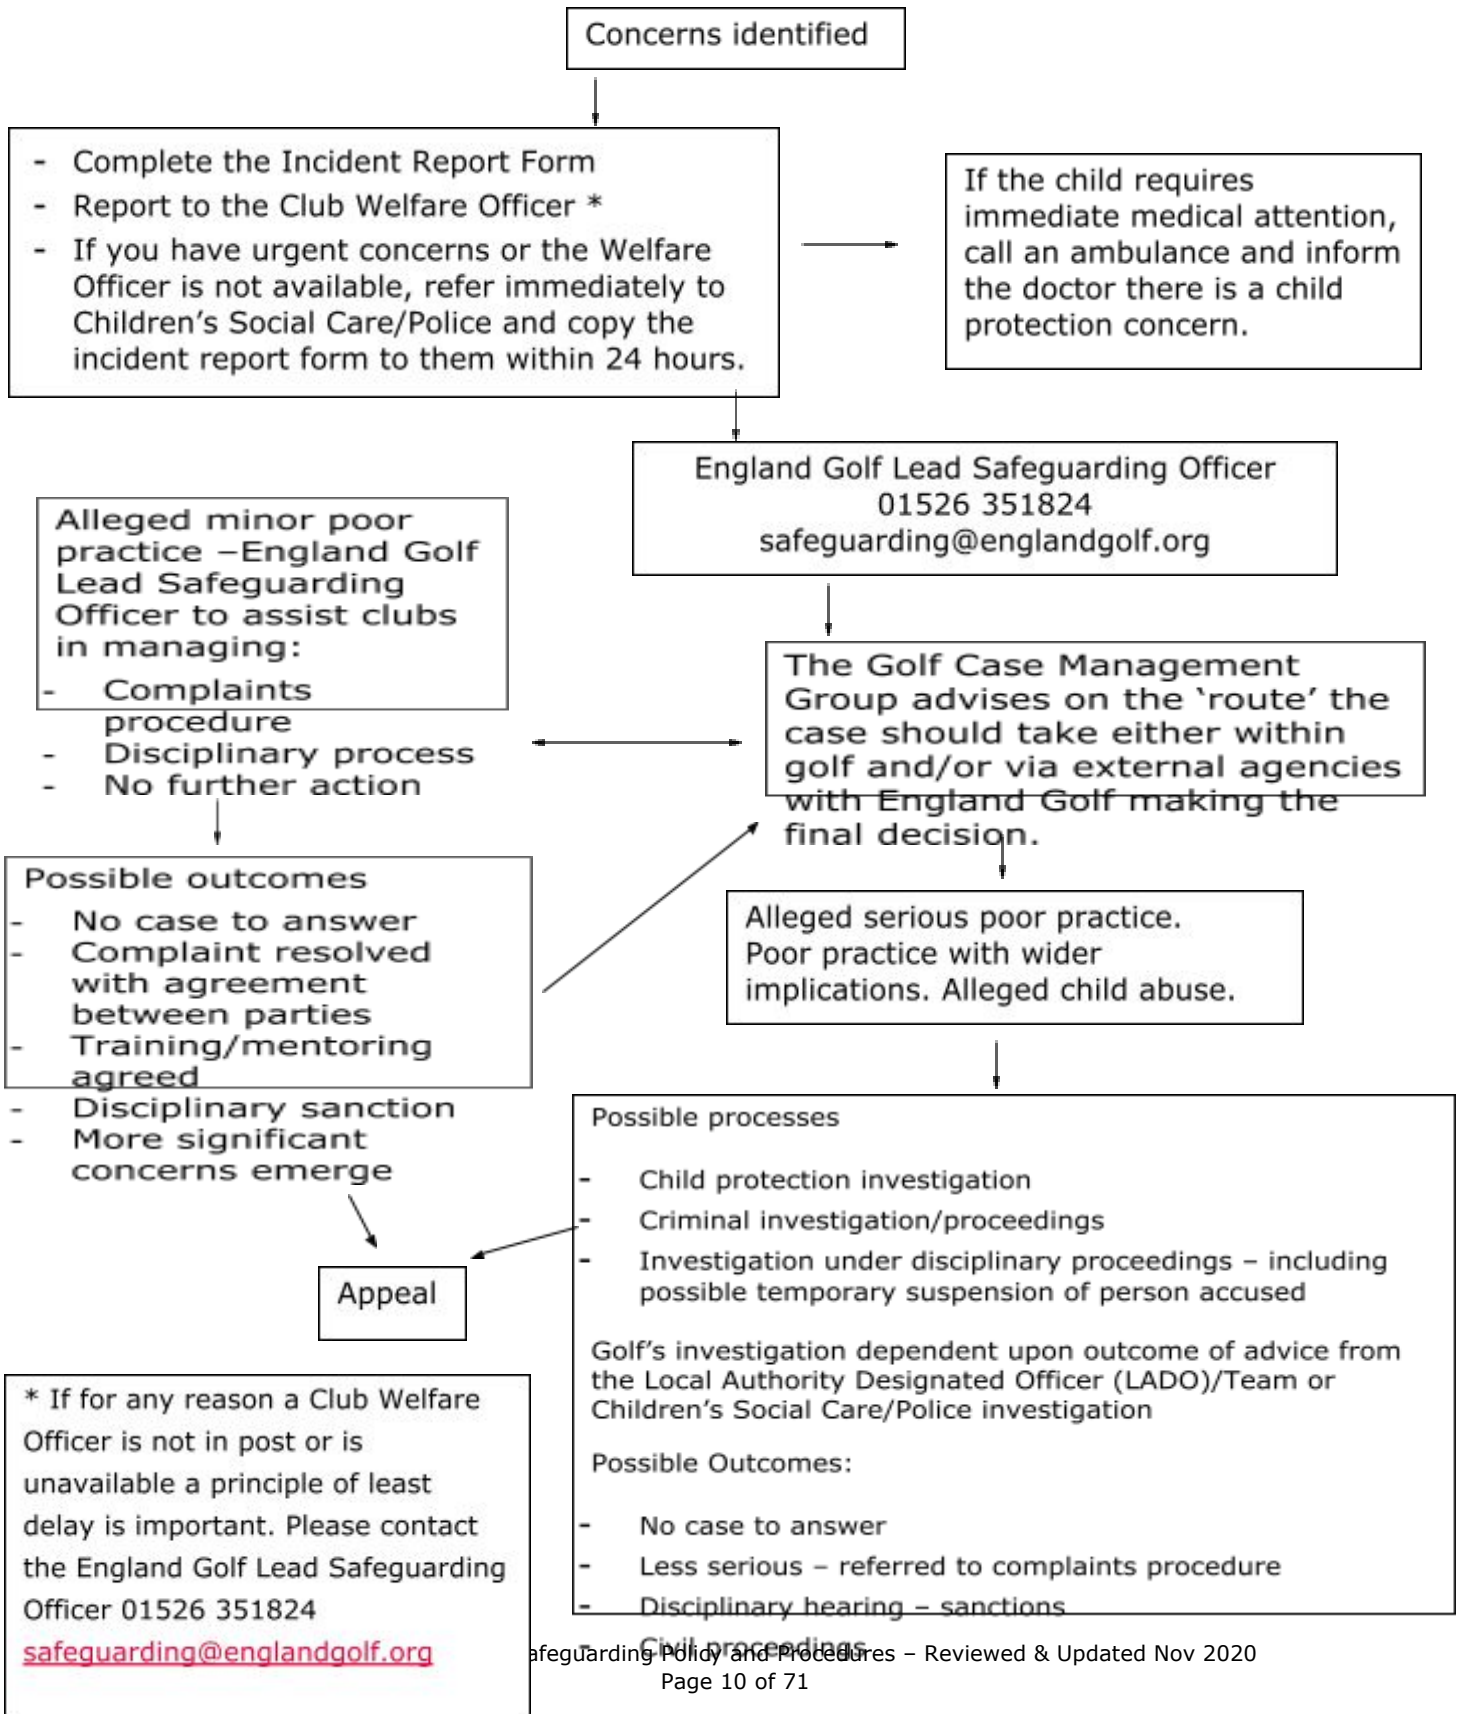 Concerns identified
- Complete the Incident Report Form
- Report to the Club Welfare Officer *
- If you have urgent concerns or the Welfare
Officer is not available, refer immediately to
Children’s Social Care/Police and copy the
incident report form to them within 24 hours.
If the child requires
immediate medical attention,
call an ambulance and inform
the doctor there is a child
protection concern.
England Golf Lead Safeguarding Officer
01526 351824
safeguarding@englandgolf.org
Alleged minor poor
practice –England Golf
Lead Safeguarding
Officer to assist clubs
in managing:
- Complaints
procedure
- Disciplinary process
- No further action
The Golf Case Management
Group advises on the ‘route’ the
case should take either within
golf and/or via external agencies
with England Golf making the
final decision.
Possible outcomes
- No case to answer
- Complaint resolved
with agreement
between parties
- Training/mentoring
agreed
- Disciplinary sanction
- More significant
concerns emerge
Alleged serious poor practice.
Poor practice with wider
implications. Alleged child abuse.
Possible processes
- Child protection investigation
- Criminal investigation/proceedings
- Investigation under disciplinary proceedings – including
possible temporary suspension of person accused
Golf’s investigation dependent upon outcome of advice from
the Local Authority Designated Officer (LADO)/Team or
Children’s Social Care/Police investigation
Possible Outcomes:
- No case to answer
- Less serious – referred to complaints procedure
- Disciplinary hearing – sanctions
- Civil proceedings
Appeal
* If for any reason a Club Welfare
Officer is not in post or is
unavailable a principle of least
delay is important. Please contact
the England Golf Lead Safeguarding
Officer 01526 351824
safeguarding@englandgolf.org
afeguarding Policy and Procedures – Reviewed & Updated Nov 2020
Page 10 of 71